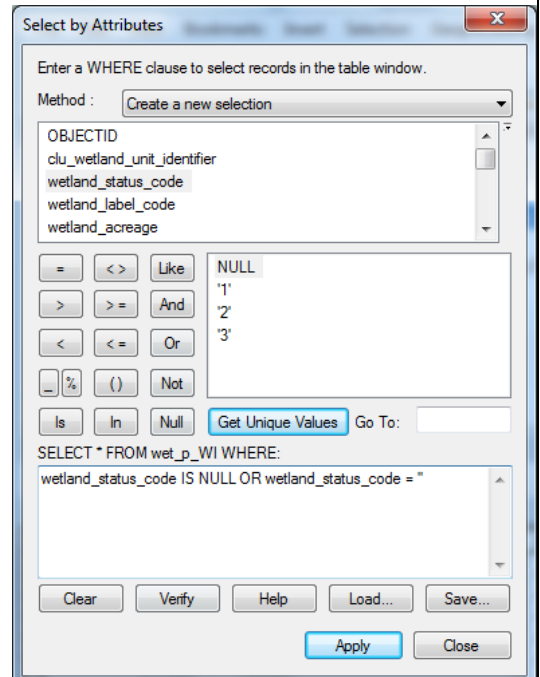 Select by Attributes
Enter a WHERE clause to select records in the table window.
Method : Create a new selection
OBJECTID
clu_wetland_unit_identifier
wetland_status_code
wetland_label_code
wetland_acreage
= < > Like
> > = And
< < = Or
_ % () Not
Is In Null
NULL
'1'
'2'
'3'
Get Unique Values Go To:
SELECT * FROM wet_p_WI WHERE:
wetland_status_code IS NULL OR wetland_status_code = ''
Clear Verify Help Load... Save...
Apply Close